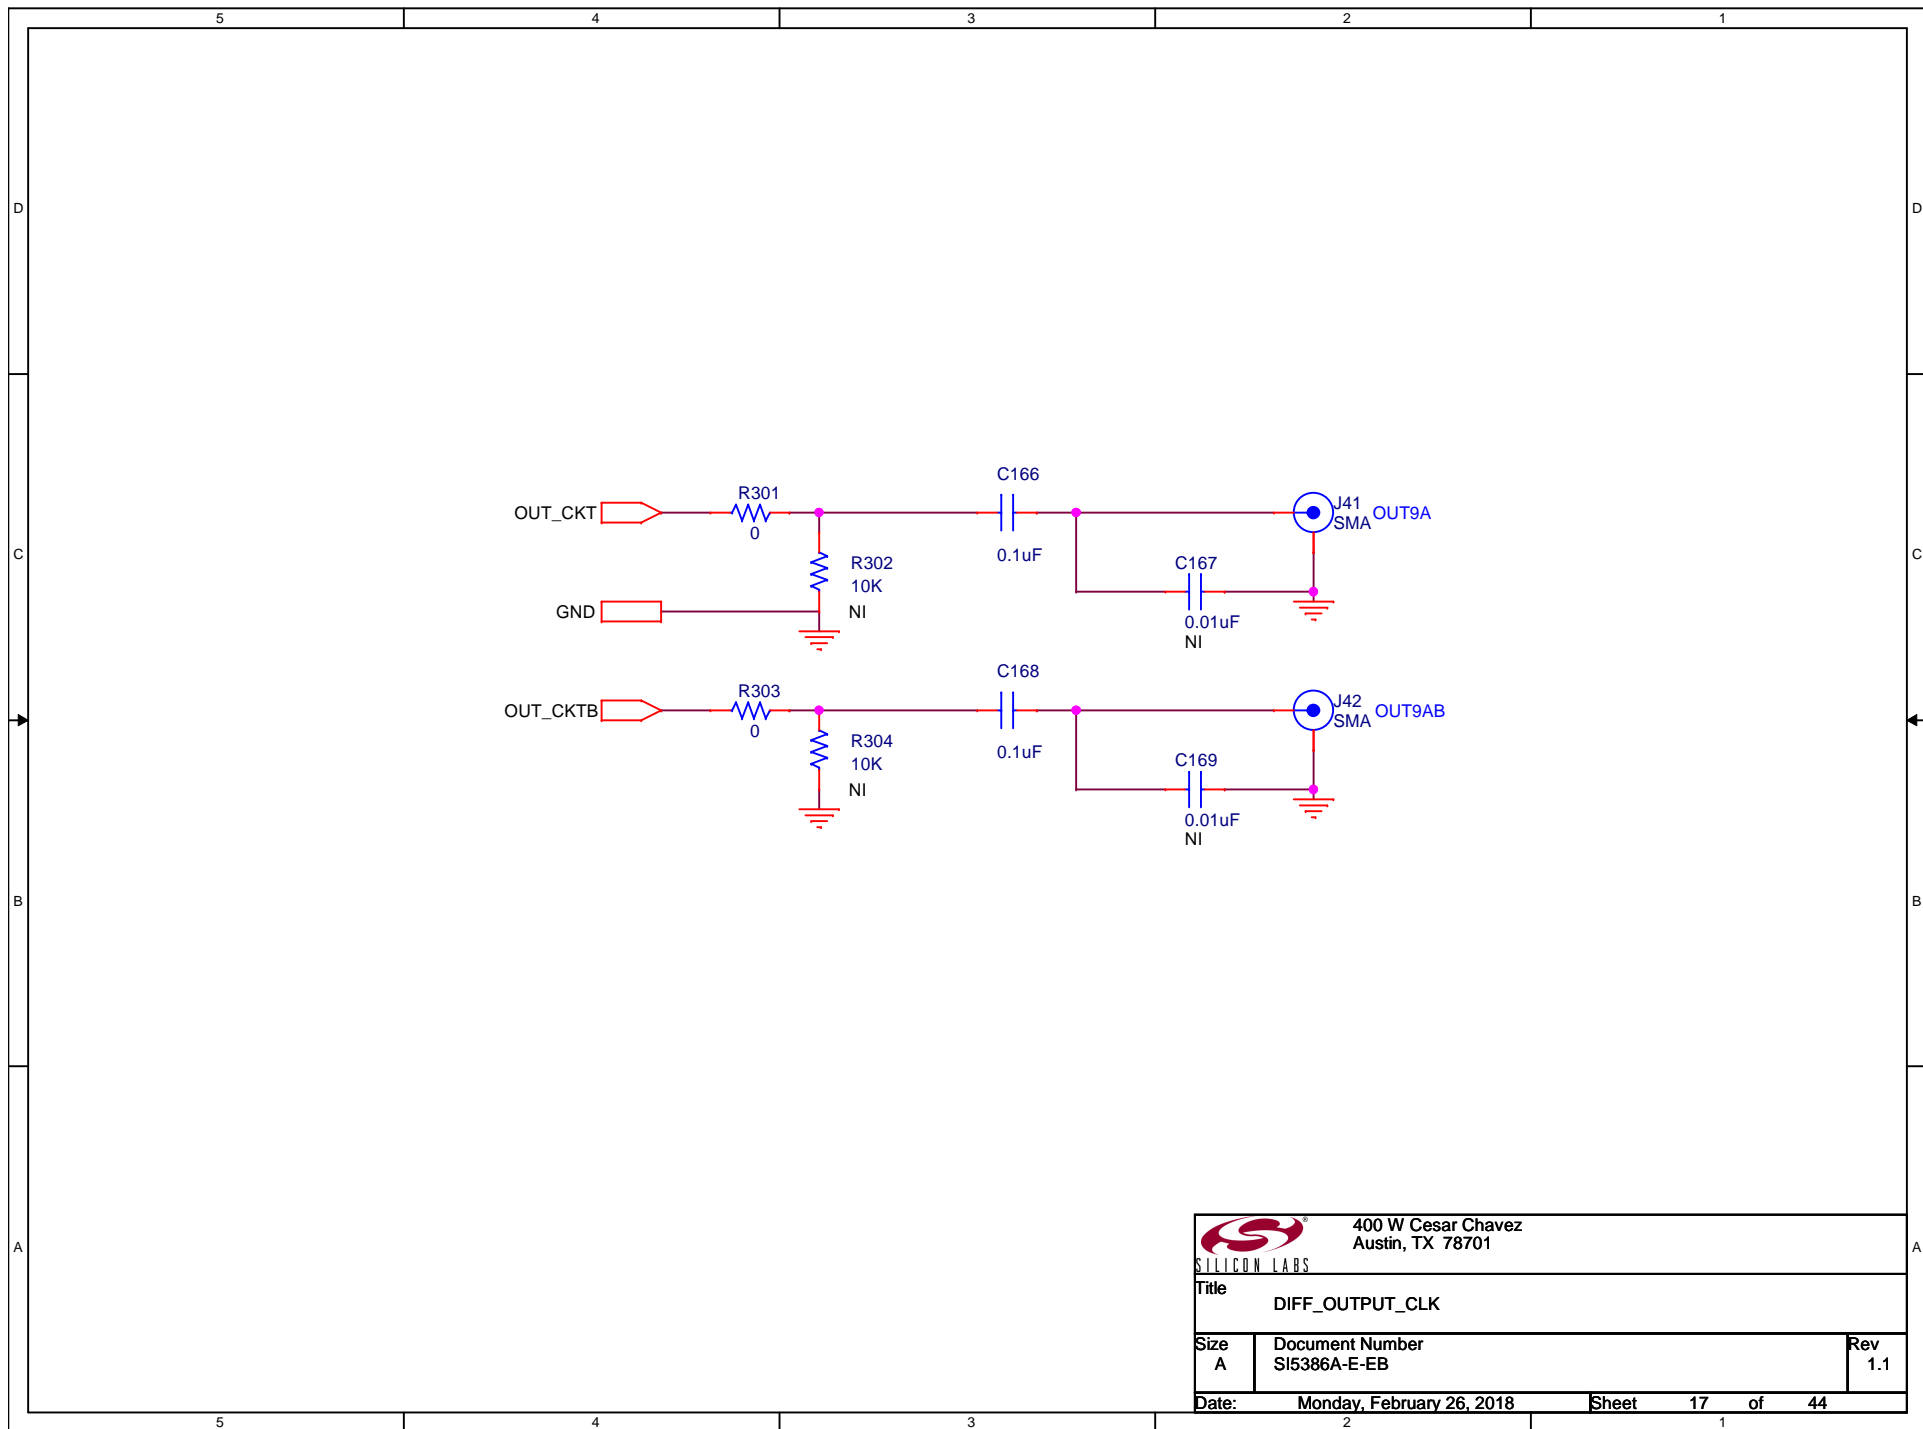 5 4 3 2 1
D D
C166
R301
OUT_CKT
0
J41
SMA OUT9A
C C
0.1uF
R302
10K
NI
C167
0.01uF
NI
GND
C168
R303
OUT_CKTB
0
J42
SMA OUT9AB
0.1uF
R304
10K
NI
C169
0.01uF
NI
B B
A A
SILICON LABS ®
400 W Cesar Chavez
Austin, TX 78701
Title
DIFF_OUTPUT_CLK
Size
A
Document Number
SI5386A-E-EB
Rev
1.1
Date: Monday, February 26, 2018 Sheet 17 of 44
5 4 3 2 1